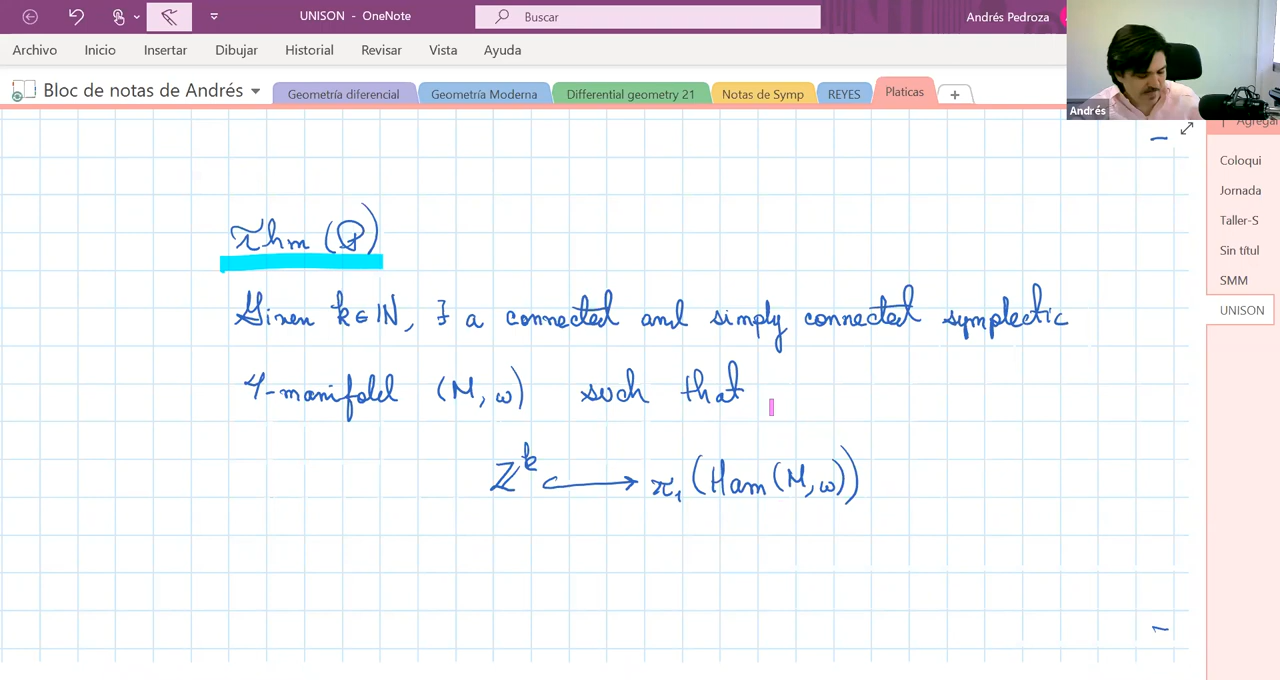 UNISON - OneNote
Buscar
Andrés Pedroza
Archivo Inicio Insertar Dibujar Historial Revisar Vista Ayuda
Bloc de notas de Andrés
Geometría diferencial Geometría Moderna Differential geometry 21 Notas de Symp REYES Platicas
Andrés
Agregar
Coloqui
Jornada
Taller-S
Sin títul
SMM
UNISON
Thm (P)
Given k ∈ ℕ, ∃ a connected and simply connected symplectic
4-manifold (M, ω) such that
ℤ^k ↪ π₁(Ham(M, ω))